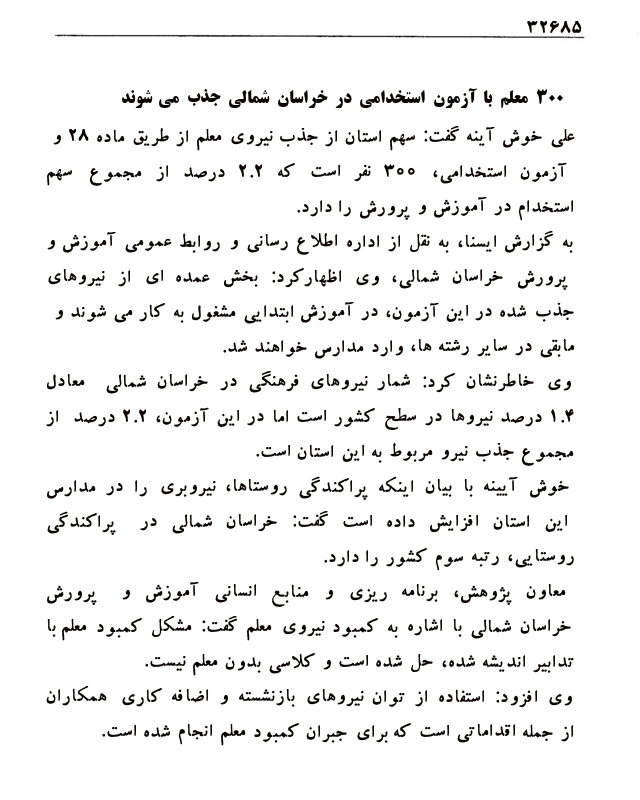 ۳۲۶۸۵
۳۰۰ معلم با آزمون استخدامی در خراسان شمالی جذب می شوند
علی خوش آینه گفت: سهم استان از جذب نیروی معلم از طریق ماده ۲۸ و
آزمون استخدامی، ۳۰۰ نفر است که ۲.۲ درصد از مجموع سهم
استخدام در آموزش و پرورش را دارد.
به گزارش ایسنا، به نقل از اداره اطلاع رسانی و روابط عمومی آموزش و
پرورش خراسان شمالی، وی اظهارکرد: بخش عمده ای از نیروهای
جذب شده در این آزمون، در آموزش ابتدایی مشغول به کار می شوند و
مابقی در سایر رشته ها، وارد مدارس خواهند شد.
وی خاطرنشان کرد: شمار نیروهای فرهنگی در خراسان شمالی معادل
۱.۴ درصد نیروها در سطح کشور است اما در این آزمون، ۲.۲ درصد از
مجموع جذب نیرو مربوط به این استان است.
خوش آیینه با بیان اینکه پراکندگی روستاها، نیروبری را در مدارس
این استان افزایش داده است گفت: خراسان شمالی در پراکندگی
روستایی، رتبه سوم کشور را دارد.
معاون پژوهش، برنامه ریزی و منابع انسانی آموزش و پرورش
خراسان شمالی با اشاره به کمبود نیروی معلم گفت: مشکل کمبود معلم با
تدابیر اندیشه شده، حل شده است و کلاسی بدون معلم نیست.
وی افزود: استفاده از توان نیروهای بازنشسته و اضافه کاری همکاران
از جمله اقداماتی است که برای جبران کمبود معلم انجام شده است.